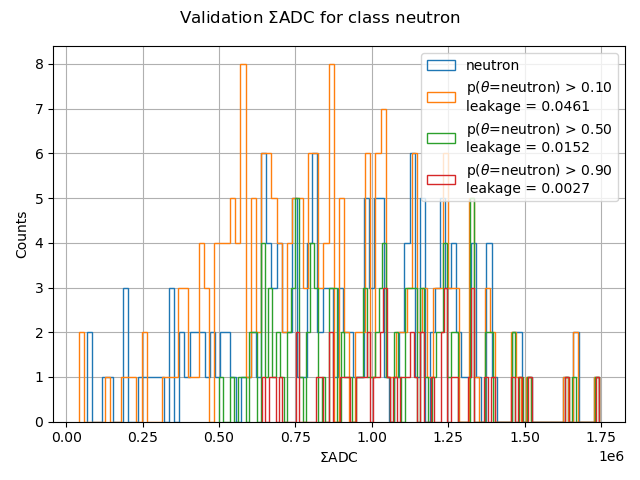 Validation ΣADC for class neutron
neutron
p(θ=neutron) > 0.10
leakage = 0.0461
p(θ=neutron) > 0.50
leakage = 0.0152
p(θ=neutron) > 0.90
leakage = 0.0027
Counts
8
7
6
5
4
3
2
1
0
0.00 0.25 0.50 0.75 1.00 1.25 1.50 1.75
1e6
ΣADC